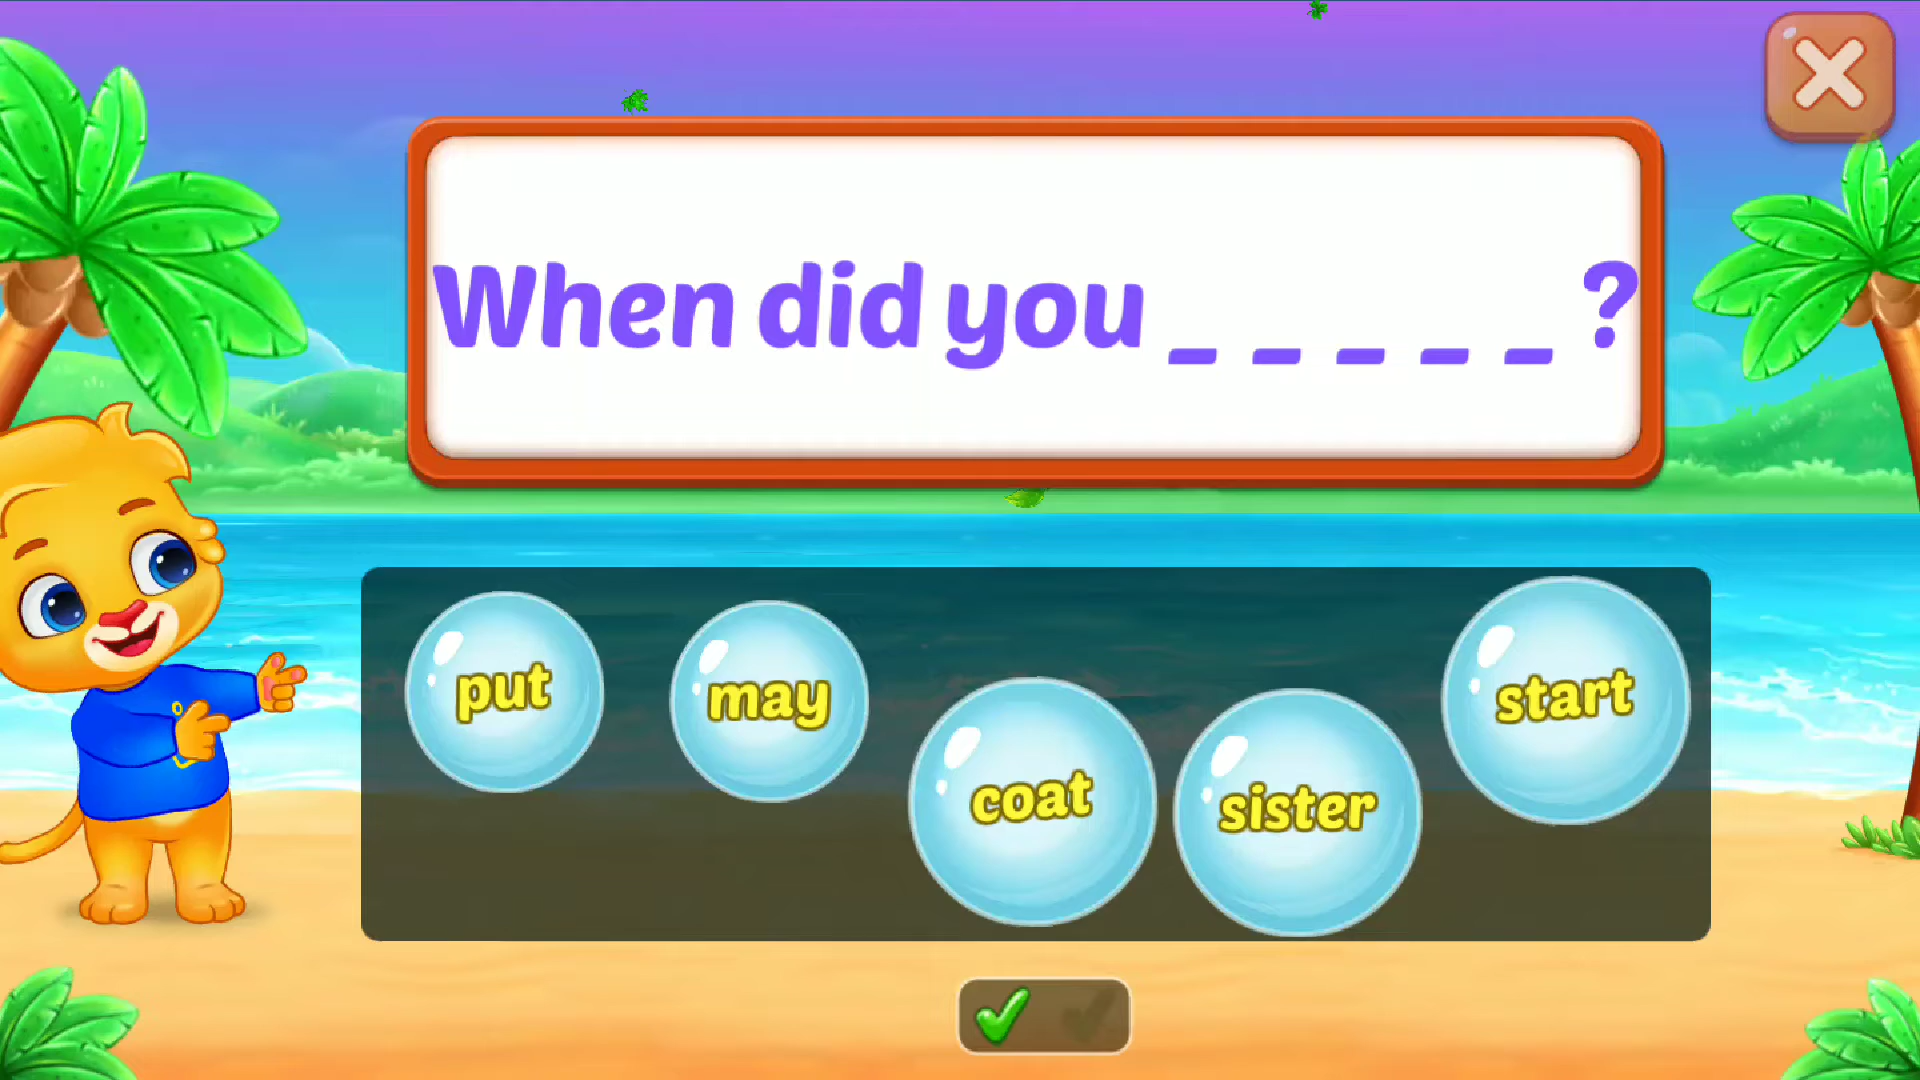 When did you _ _ _ _ _ ?
put
may
coat
sister
start